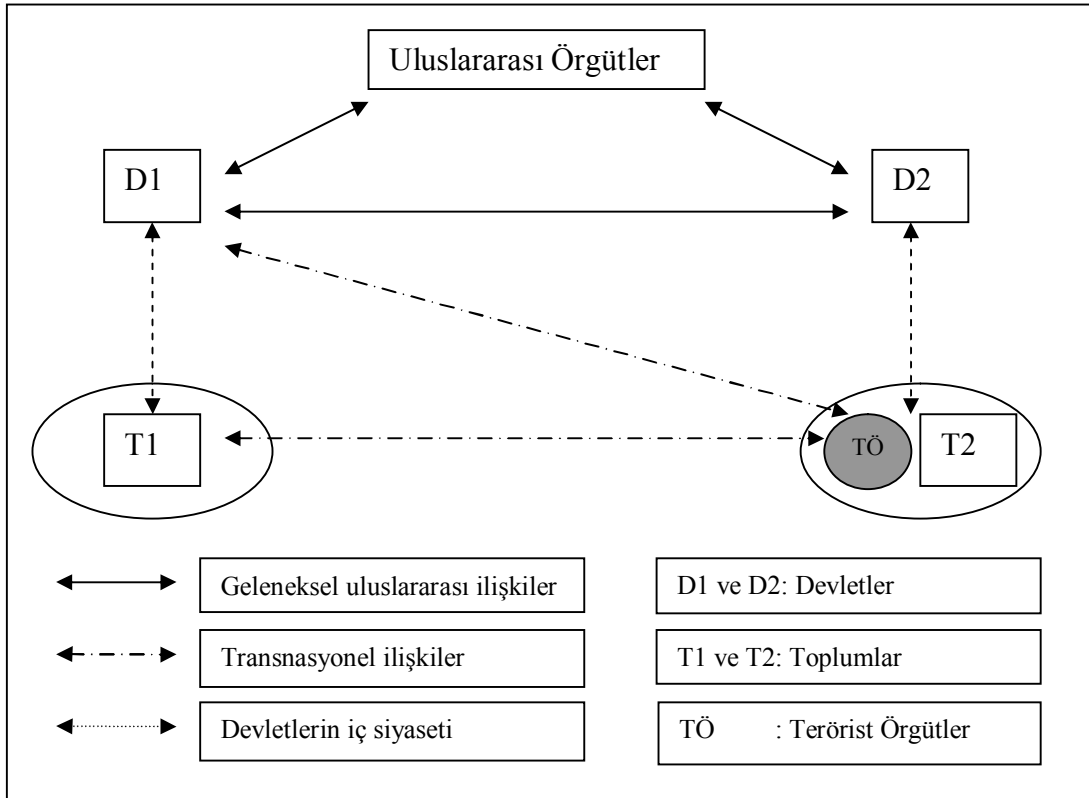 Uluslararası Örgütler
D1
D2
T1
TÖ
T2
Geleneksel uluslararası ilişkiler
D1 ve D2: Devletler
Transnasyonel ilişkiler
T1 ve T2: Toplumlar
Devletlerin iç siyaseti
TÖ : Terörist Örgütler